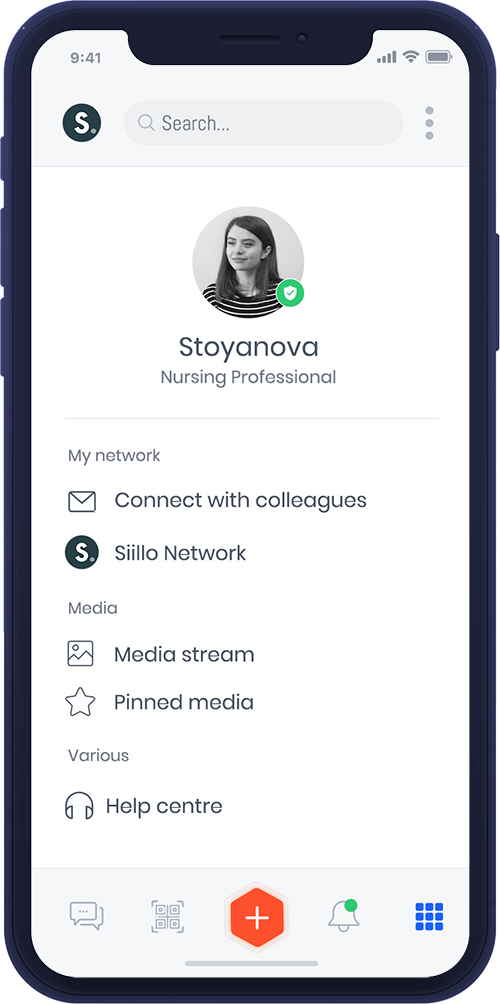 9:41
S.
Search...
Stoyanova
Nursing Professional
My network
Connect with colleagues
S.
Siillo Network
Media
Media stream
Pinned media
Various
Help centre